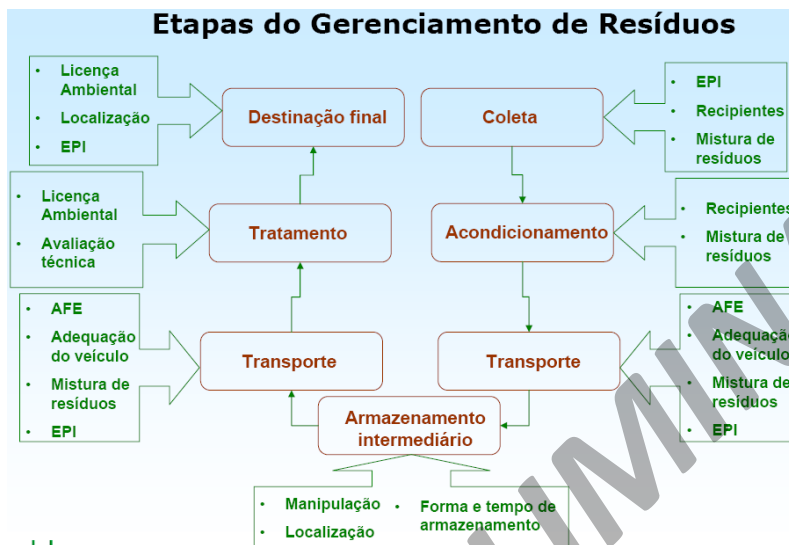 Etapas do Gerenciamento de Resíduos
• Licença
Ambiental
• Localização
• EPI
Destinação final
Coleta
• EPI
• Recipientes
• Mistura de
resíduos
• Licença
Ambiental
• Avaliação
técnica
Tratamento
Acondicionamento
• Recipientes
• Mistura de
resíduos
• AFE
• Adequação
do veículo
• Mistura de
resíduos
• EPI
Transporte
Transporte
• AFE
• Adequação
do veículo
• Mistura de
resíduos
• EPI
Armazenamento
intermediário
• Manipulação
• Localização
• Forma e tempo de
armazenamento